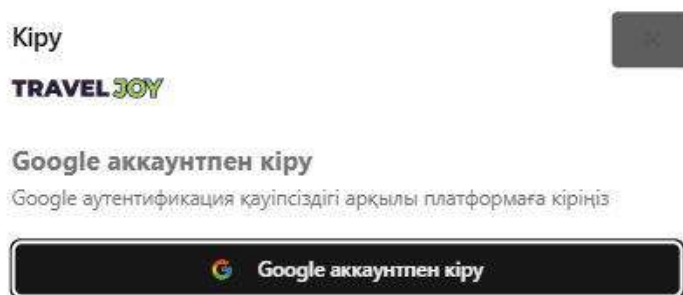 Кіру
TRAVEL JOY
Google аккаунтпен кіру
Google аутентификация қауіпсіздігі арқылы платформаға кіріңіз
Google аккаунтпен кіру